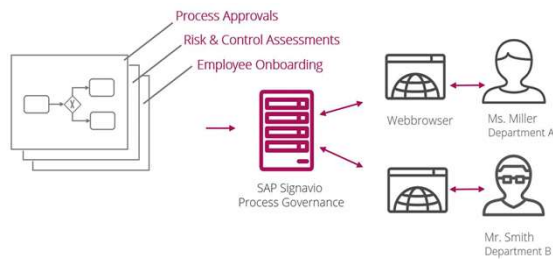 Process Approvals
Risk & Control Assessments
Employee Onboarding
SAP Signavio
Process Governance
Webbrowser
Ms. Miller
Department A
Mr. Smith
Department B